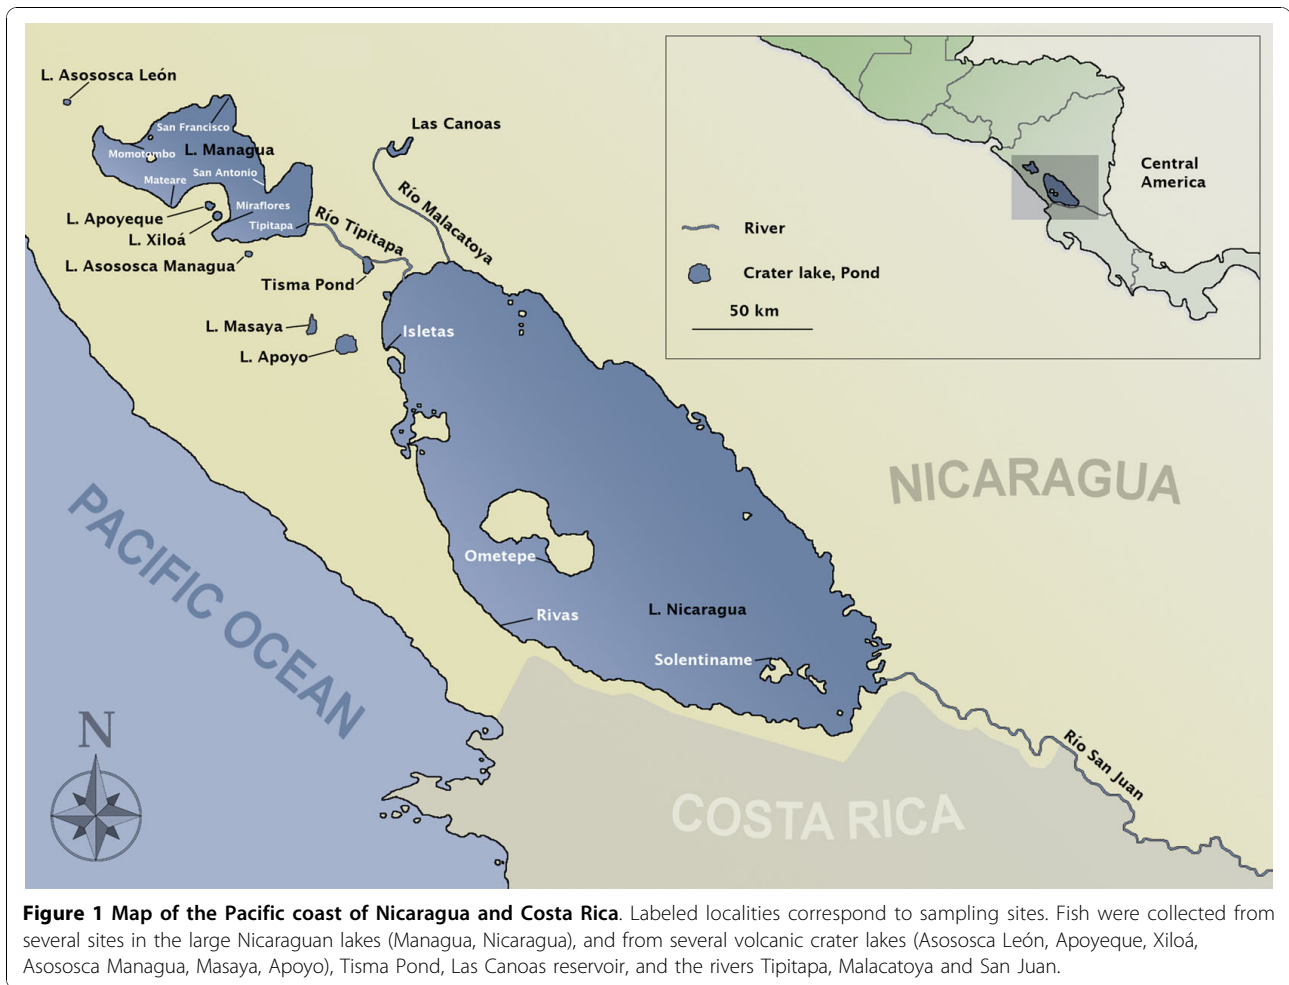 L. Asososca León
San Francisco
Las Canoas
L. Managua
Momotombo
San Antonio
Mateare
Miraflores
L. Apoyeque
Tipitapa
L. Xiloá
Río Tipitapa
Río Malacatoya
L. Asososca Managua
Tisma Pond
L. Masaya
L. Apoyo
Isletas
Central
America
River
Crater lake, Pond
50 km
NICARAGUA
PACIFIC OCEAN
Ometepe
Rivas
L. Nicaragua
Solentiname
N
Río San Juan
COSTA RICA
Figure 1 Map of the Pacific coast of Nicaragua and Costa Rica. Labeled localities correspond to sampling sites. Fish were collected from
several sites in the large Nicaraguan lakes (Managua, Nicaragua), and from several volcanic crater lakes (Asososca León, Apoyeque, Xiloá,
Asososca Managua, Masaya, Apoyo), Tisma Pond, Las Canoas reservoir, and the rivers Tipitapa, Malacatoya and San Juan.